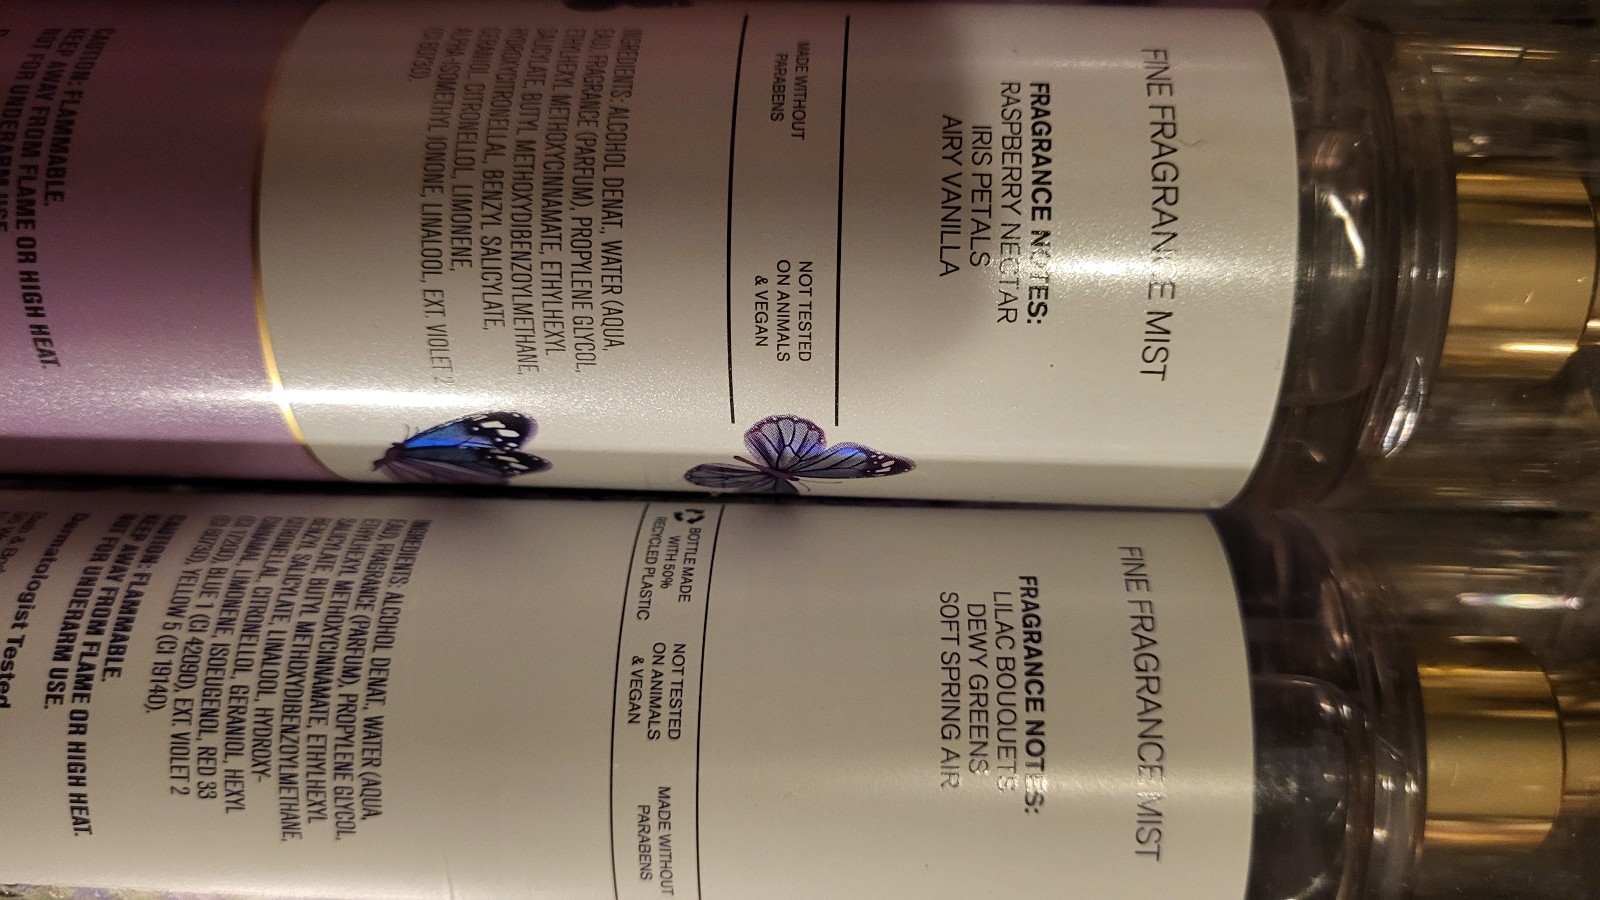 FINE FRAGRANCE MIST
FRAGRANCE NOTES:
RASPBERRY NECTAR
IRIS PETALS
AIRY VANILLA
MADE WITHOUT
PARABENS
NOT TESTED
ON ANIMALS
& VEGAN
INGREDIENTS: ALCOHOL DENAT., WATER (AQUA,
EAU), FRAGRANCE (PARFUM), PROPYLENE GLYCOL,
ETHYLHEXYL METHOXYCINNAMATE, ETHYLHEXYL
SALICYLATE, BUTYL METHOXYDIBENZOYLMETHANE,
HYDROXYCITRONELLAL, BENZYL SALICYLATE,
GERANIOL, CITRONELLOL, LIMONENE,
ALPHA-ISOMETHYL IONONE, LINALOOL, EXT. VIOLET 2
(CI 60730).
CAUTION: FLAMMABLE.
KEEP AWAY FROM FLAME OR HIGH HEAT.
NOT FOR UNDERARM USE.
FINE FRAGRANCE MIST
FRAGRANCE NOTES:
LILAC BOUQUETS
DEWY GREENS
SOFT SPRING AIR
BOTTLE MADE
WITH 50%
RECYCLED PLASTIC
NOT TESTED
ON ANIMALS
& VEGAN
MADE WITHOUT
PARABENS
INGREDIENTS: ALCOHOL DENAT., WATER (AQUA,
EAU), FRAGRANCE (PARFUM), PROPYLENE GLYCOL,
ETHYLHEXYL METHOXYCINNAMATE, ETHYLHEXYL
SALICYLATE, BUTYL METHOXYDIBENZOYLMETHANE,
BENZYL SALICYLATE, LINALOOL, HYDROXY-
CITRONELLAL, CITRONELLOL, GERANIOL, HEXYL
CINNAMAL, LIMONENE, ISOEUGENOL, RED 33
(CI 17200), BLUE 1 (CI 42090), EXT. VIOLET 2
(CI 60730), YELLOW 5 (CI 19140).
CAUTION: FLAMMABLE.
KEEP AWAY FROM FLAME OR HIGH HEAT.
NOT FOR UNDERARM USE.
Dermatologist Tested